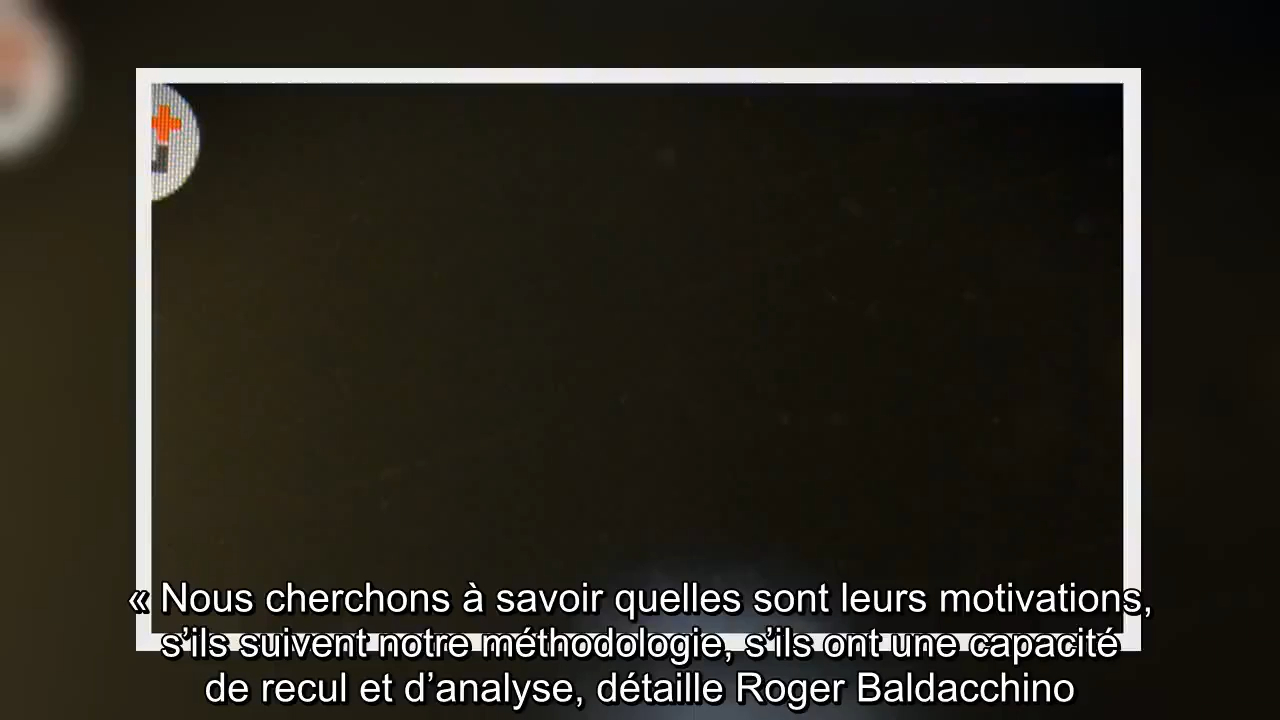 « Nous cherchons à savoir quelles sont leurs motivations,
s’ils suivent notre méthodologie, s’ils ont une capacité
de recul et d’analyse, détaille Roger Baldacchino